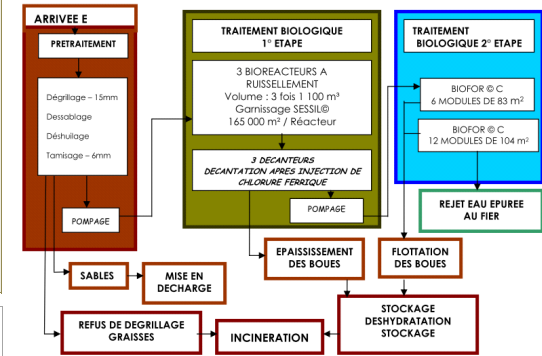 ARRIVEE E
PRETRAITEMENT
Dégrillage – 15mm
Dessablage
Déshuilage
Tamisage – 6mm
POMPAGE
TRAITEMENT BIOLOGIQUE
1° ETAPE
3 BIOREACTEURS A
RUISSELLEMENT
Volume : 3 fois 1 100 m³
Garnissage SESSIL©
165 000 m² / Réacteur
3 DECANTEURS
DECANTATION APRES INJECTION DE
CHLORURE FERRIQUE
POMPAGE
TRAITEMENT
BIOLOGIQUE 2° ETAPE
BIOFOR © C
6 MODULES DE 83 m²
BIOFOR © C
12 MODULES DE 104 m²
REJET EAU EPUREE
AU FIER
SABLES
MISE EN
DECHARGE
EPAISSISSEMENT
DES BOUES
FLOTTATION
DES BOUES
REFUS DE DEGRILLAGE
GRAISSES
INCINERATION
STOCKAGE
DESHYDRATATION
STOCKAGE